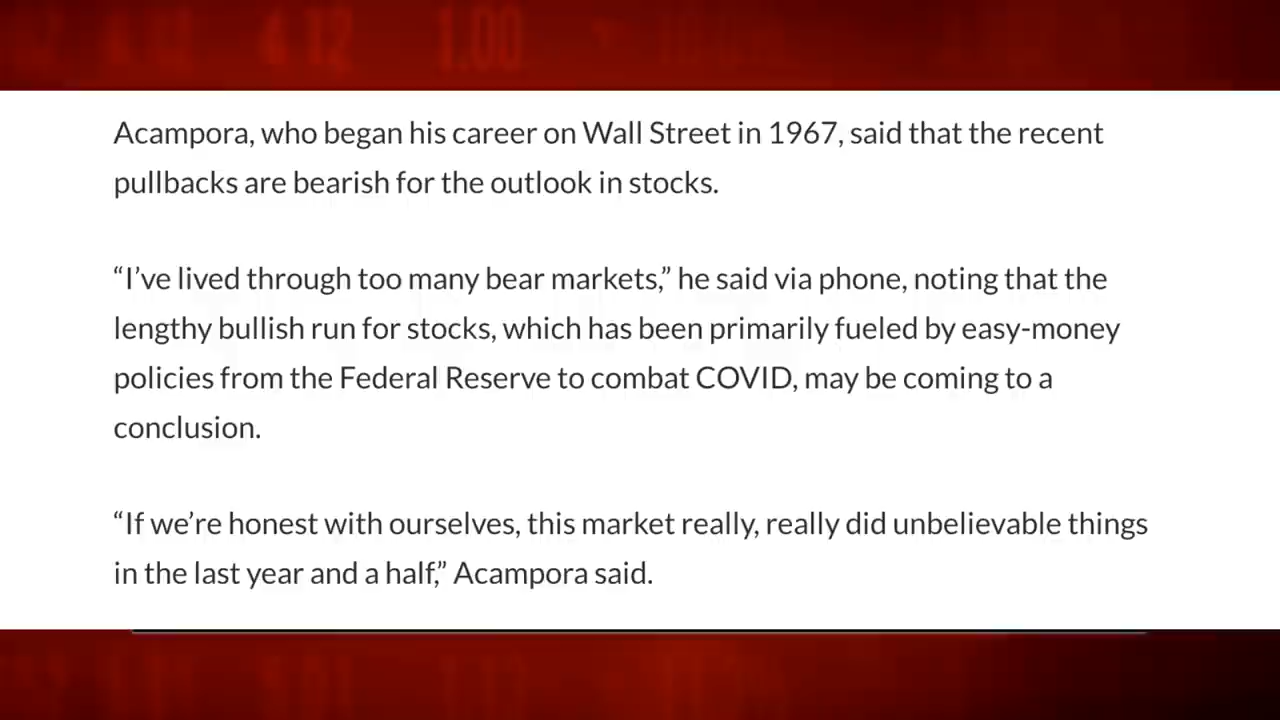 Acampora, who began his career on Wall Street in 1967, said that the recent
pullbacks are bearish for the outlook in stocks.
“I’ve lived through too many bear markets,” he said via phone, noting that the
lengthy bullish run for stocks, which has been primarily fueled by easy-money
policies from the Federal Reserve to combat COVID, may be coming to a
conclusion.
“If we’re honest with ourselves, this market really, really did unbelievable things
in the last year and a half,” Acampora said.